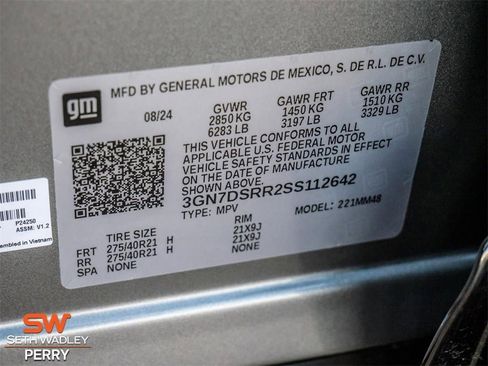 gm
MFD BY GENERAL MOTORS DE MEXICO, S. DE R.L. DE C.V.
08/24 GVWR GAWR FRT GAWR RR
2850 KG 1450 KG 1510 KG
6283 LB 3197 LB 3329 LB
THIS VEHICLE CONFORMS TO ALL
APPLICABLE U.S. FEDERAL MOTOR
VEHICLE SAFETY STANDARDS IN EFFECT
ON THE DATE OF MANUFACTURE
3GN7DSRR2SS112642
TYPE: MPV MODEL: 221MM48
TIRE SIZE RIM
FRT 275/40R21 H 21X9J
RR 275/40R21 H 21X9J
SPA NONE NONE
P24250
ASSM: V1.2
embled in Vietnam
SW
SETH WADLEY
PERRY